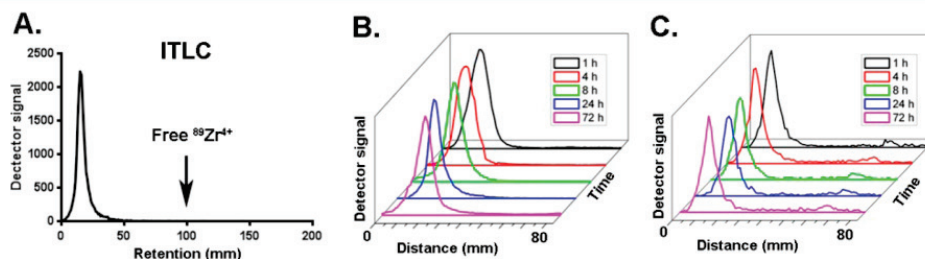 A.
ITLC
2500
2000
1500
1000
500
0
Dectector signal
Free ⁸⁹Zr⁴⁺
0 50 100 150 200
Retention (mm)
B.
1 h
4 h
8 h
24 h
72 h
Detector signal
Time
0 80
Distance (mm)
C.
1 h
4 h
8 h
24 h
72 h
Detector signal
Time
0 80
Distance (mm)